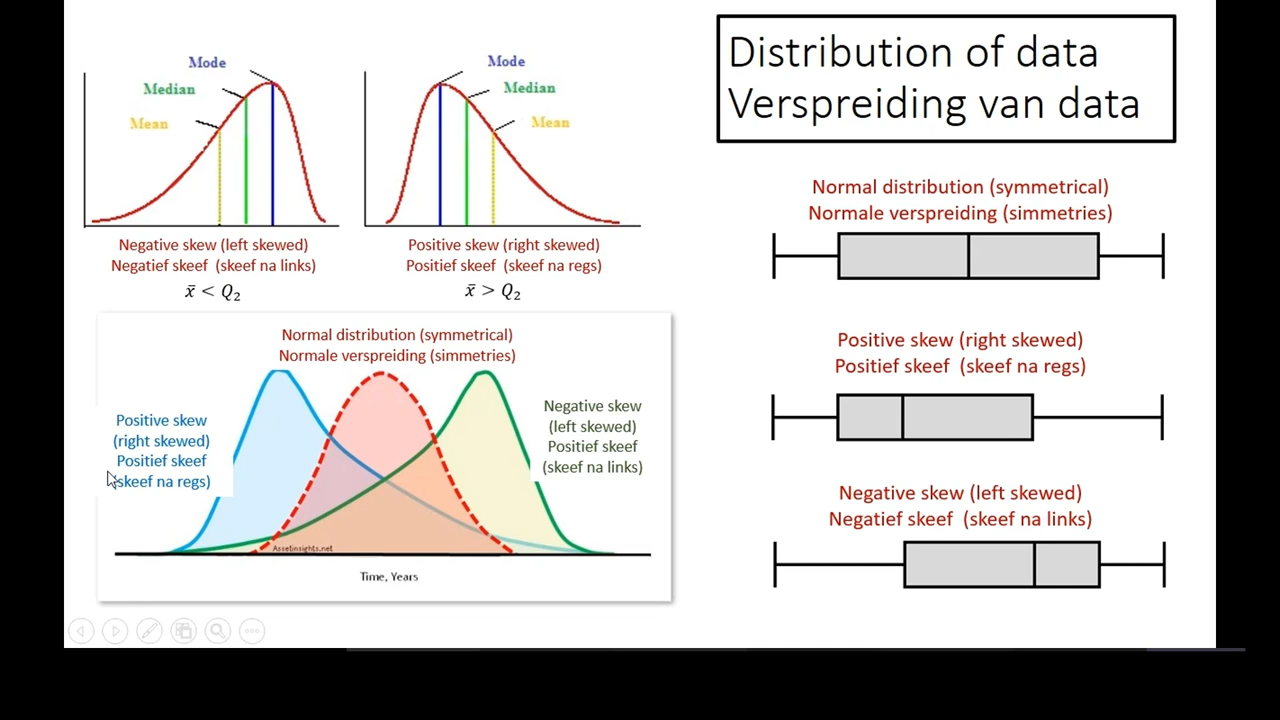 Distribution of data
Verspreiding van data
Mode
Median
Mean
Negative skew (left skewed)
Negatief skeef (skeef na links)
x̄ < Q₂
Mode
Median
Mean
Positive skew (right skewed)
Positief skeef (skeef na regs)
x̄ > Q₂
Normal distribution (symmetrical)
Normale verspreiding (simmetries)
Positive skew
(right skewed)
Positief skeef
(skeef na regs)
Negative skew
(left skewed)
Positief skeef
(skeef na links)
Assetinsights.net
Time, Years
Normal distribution (symmetrical)
Normale verspreiding (simmetries)
Positive skew (right skewed)
Positief skeef (skeef na regs)
Negative skew (left skewed)
Negatief skeef (skeef na links)